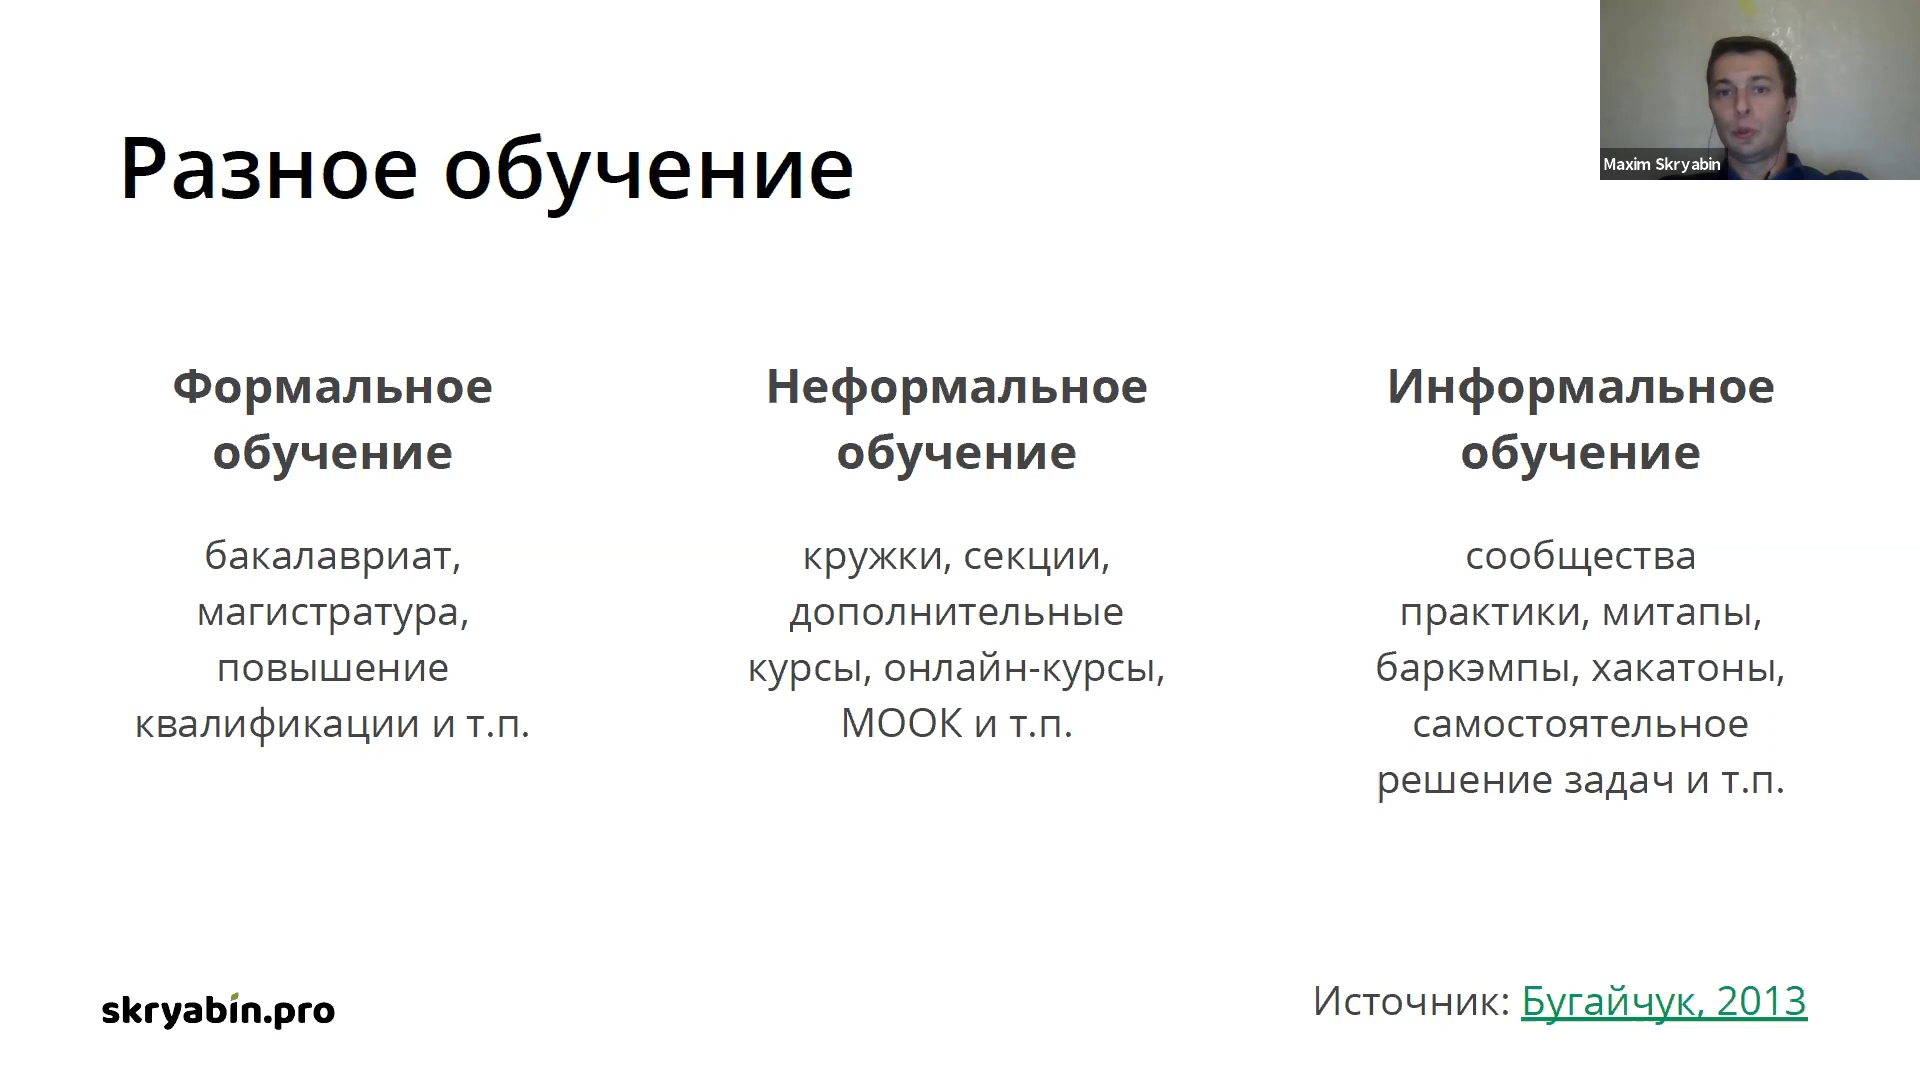 Maxim Skryabin
Разное обучение
Формальное
обучение
бакалавриат,
магистратура,
повышение
квалификации и т.п.
Неформальное
обучение
кружки, секции,
дополнительные
курсы, онлайн-курсы,
МООК и т.п.
Информальное
обучение
сообщества
практики, митапы,
баркэмпы, хакатоны,
самостоятельное
решение задач и т.п.
skryabin.pro
Источник: Бугайчук, 2013